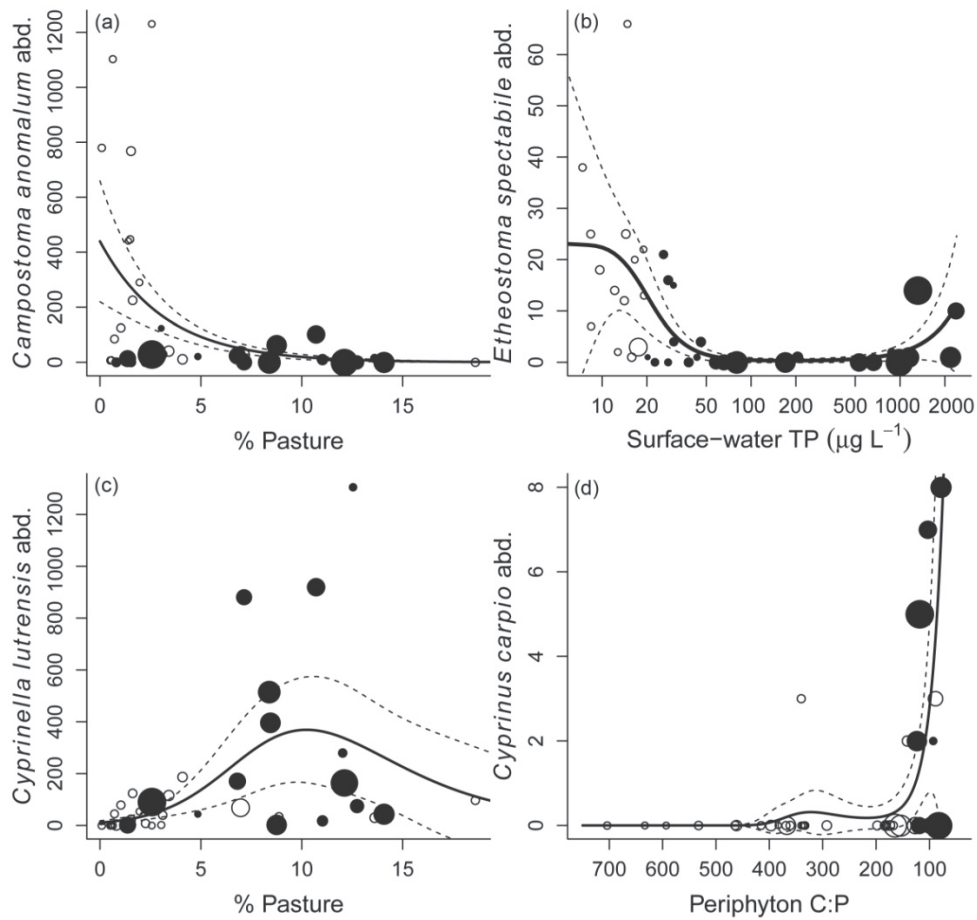 (a)
Campostoma anomalum abd.
0 200 400 600 800 1000 1200
0 5 10 15
% Pasture
(b)
Etheostoma spectabile abd.
0 10 20 30 40 50 60
10 20 50 100 200 500 1000 2000
Surface−water TP (μg L−1)
(c)
Cyprinella lutrensis abd.
0 200 400 600 800 1000 1200
0 5 10 15
% Pasture
(d)
Cyprinus carpio abd.
0 2 4 6 8
700 600 500 400 300 200 100
Periphyton C:P